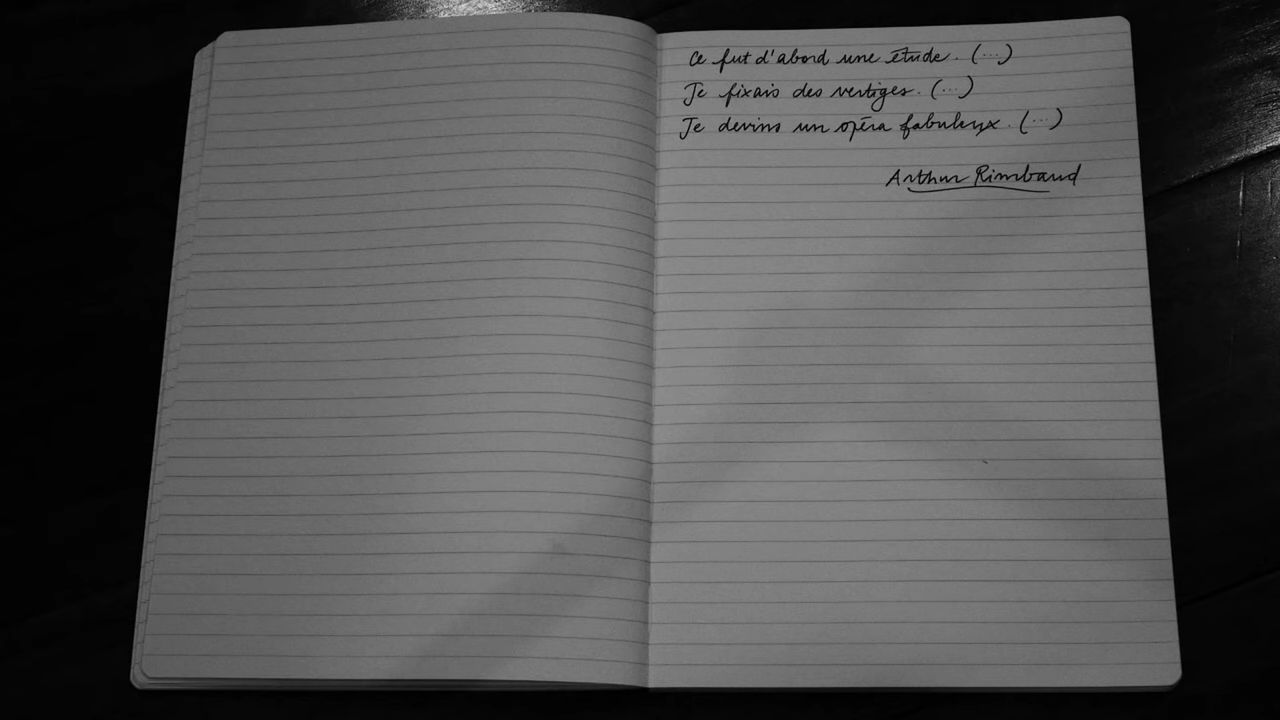 Ce fut d'abord une étude. (...)
Je fixais des vertiges. (...)
Je devins un opéra fabuleux. (...)
Arthur Rimbaud